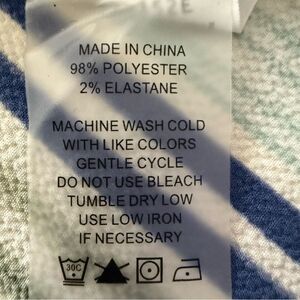 MADE IN CHINA
98% POLYESTER
2% ELASTANE
MACHINE WASH COLD
WITH LIKE COLORS
GENTLE CYCLE
DO NOT USE BLEACH
TUMBLE DRY LOW
USE LOW IRON
IF NECESSARY
30C